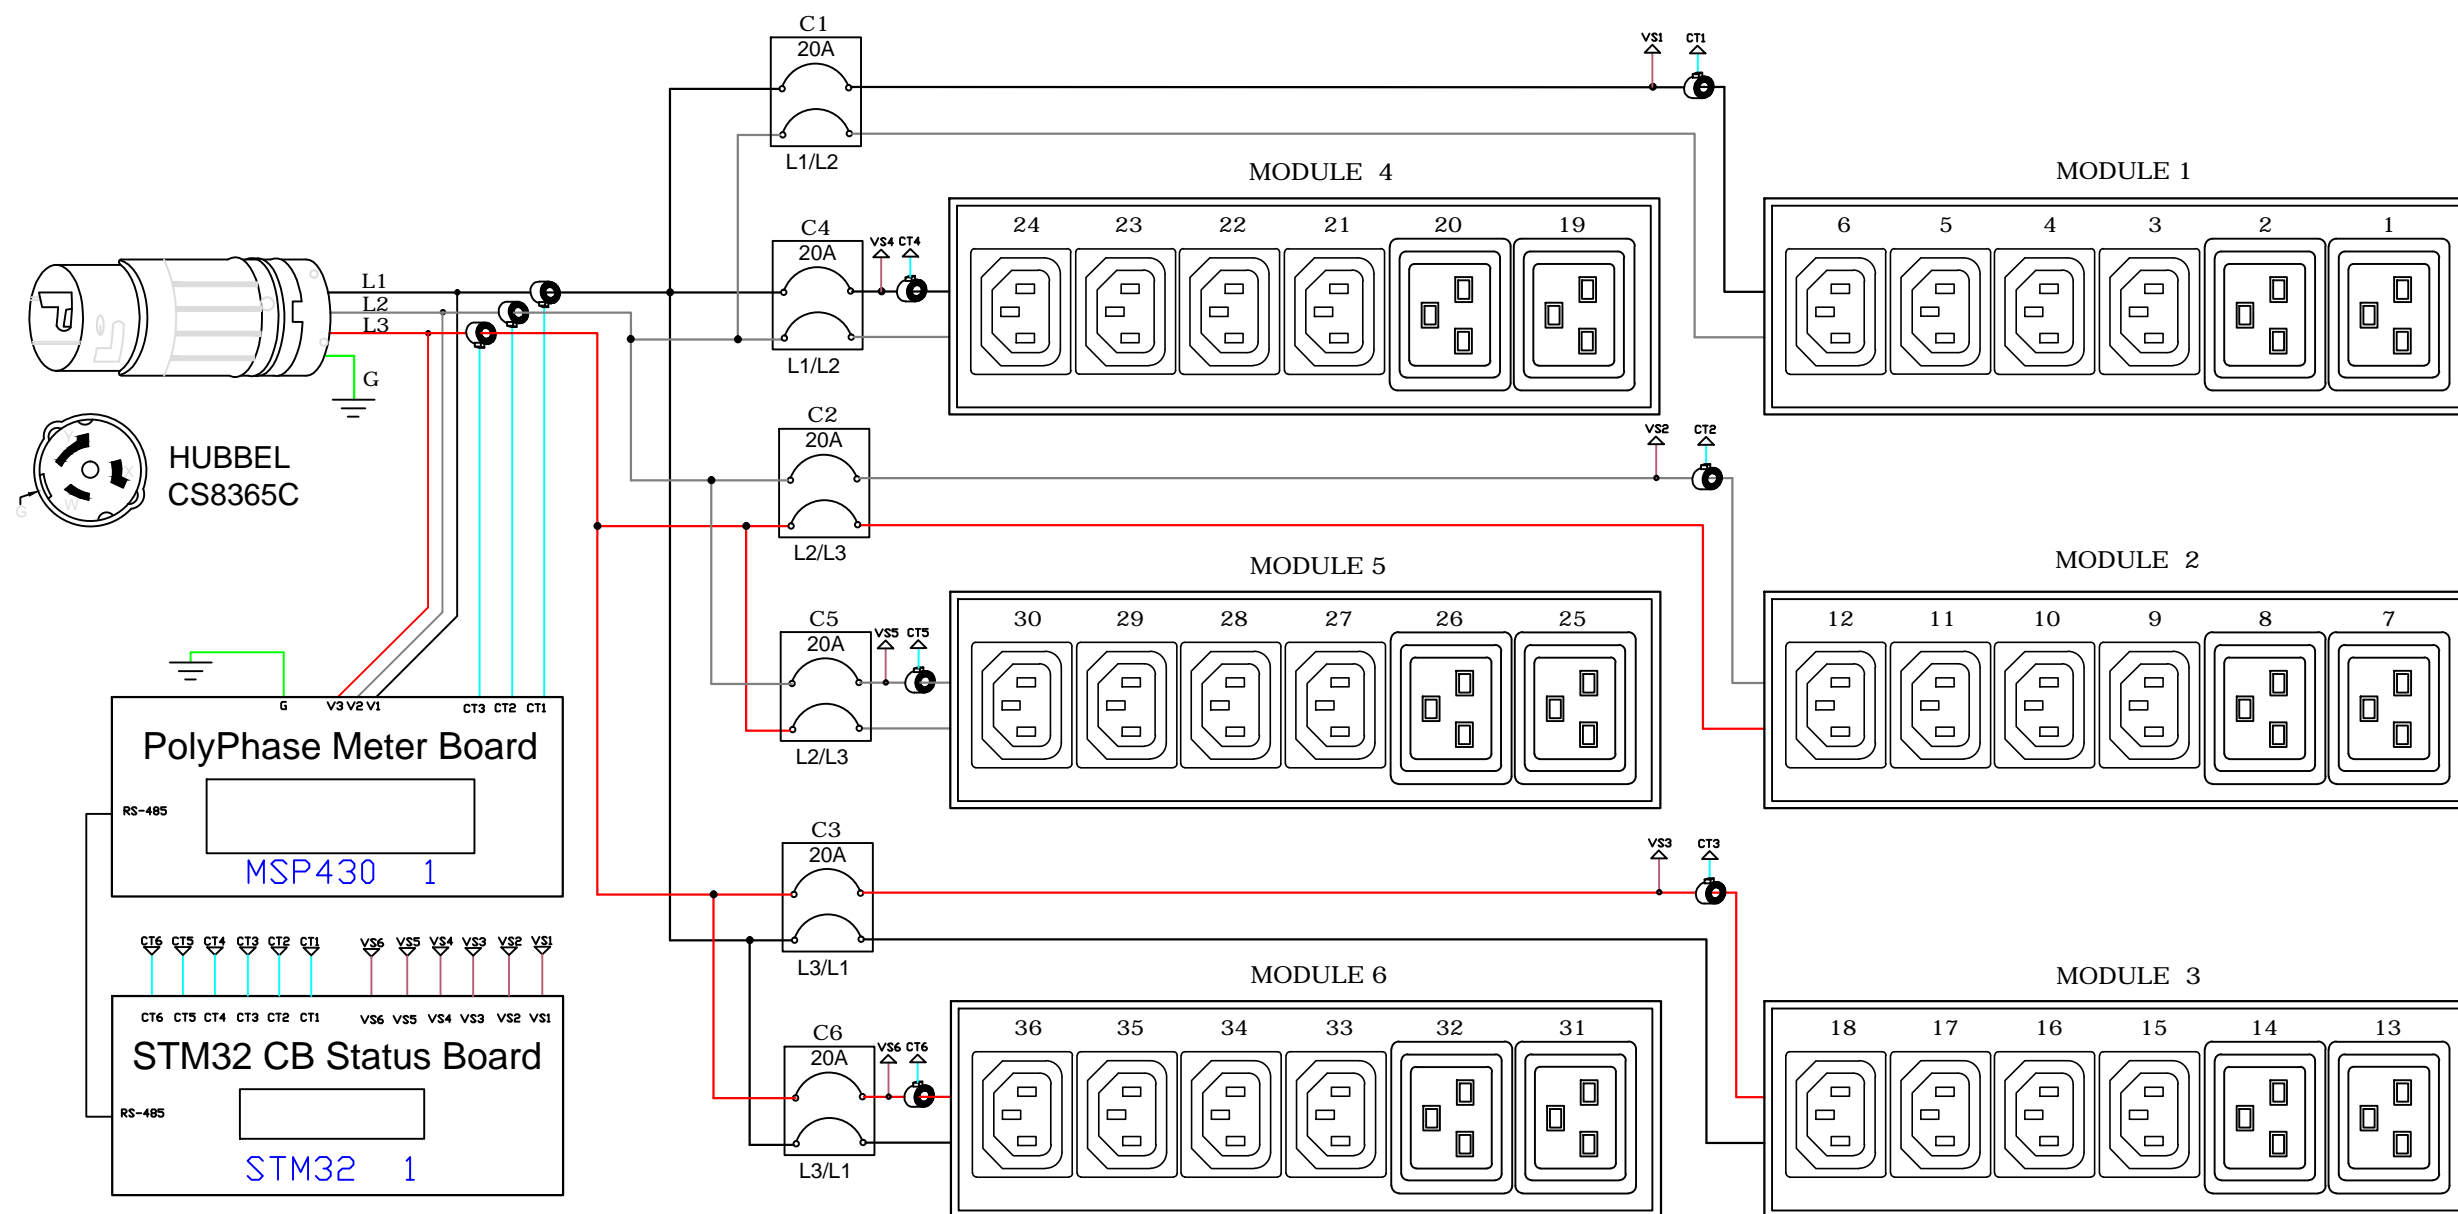 C1
20A
L1/L2
VS1 CT1
MODULE 4
24 23 22 21 20 19
MODULE 1
6 5 4 3 2 1
C4
20A
L1/L2
VS4 CT4
L1
L2
L3
G
HUBBEL
CS8365C
Y
X
W
G
C2
20A
L2/L3
VS2 CT2
MODULE 5
30 29 28 27 26 25
MODULE 2
12 11 10 9 8 7
C5
20A
L2/L3
VS5 CT5
G V3 V2 V1 CT3 CT2 CT1
PolyPhase Meter Board
RS-485
MSP430 1
C3
20A
L3/L1
VS3 CT3
MODULE 6
36 35 34 33 32 31
MODULE 3
18 17 16 15 14 13
C6
20A
L3/L1
VS6 CT6
CT6 CT5 CT4 CT3 CT2 CT1 VS6 VS5 VS4 VS3 VS2 VS1
CT6 CT5 CT4 CT3 CT2 CT1 VS6 VS5 VS4 VS3 VS2 VS1
STM32 CB Status Board
RS-485
STM32 1